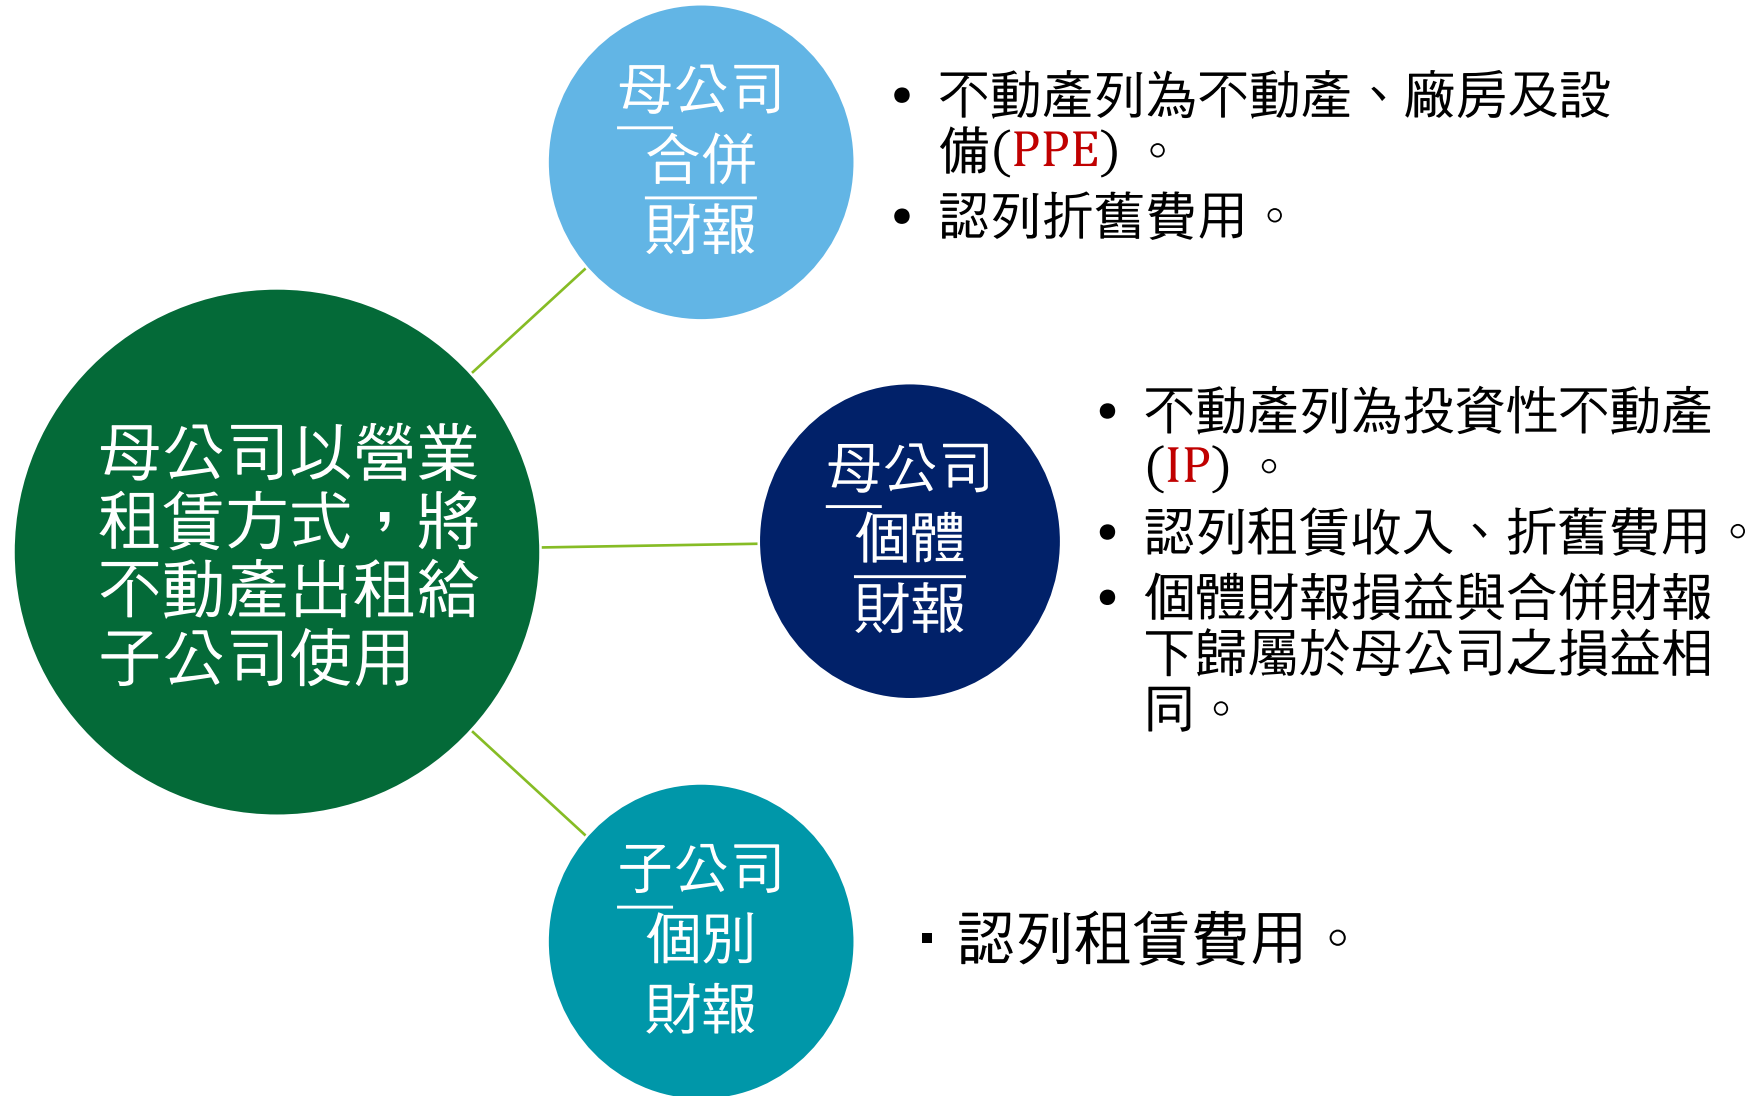 母公司
合併
財報
• 不動產列為不動產、廠房及設
備(PPE) 。
• 認列折舊費用。
母公司以營業
租賃方式，將
不動產出租給
子公司使用
母公司
個體
財報
• 不動產列為投資性不動產
(IP) 。
• 認列租賃收入、折舊費用。
• 個體財報損益與合併財報
下歸屬於母公司之損益相
同。
子公司
個別
財報
▪ 認列租賃費用。